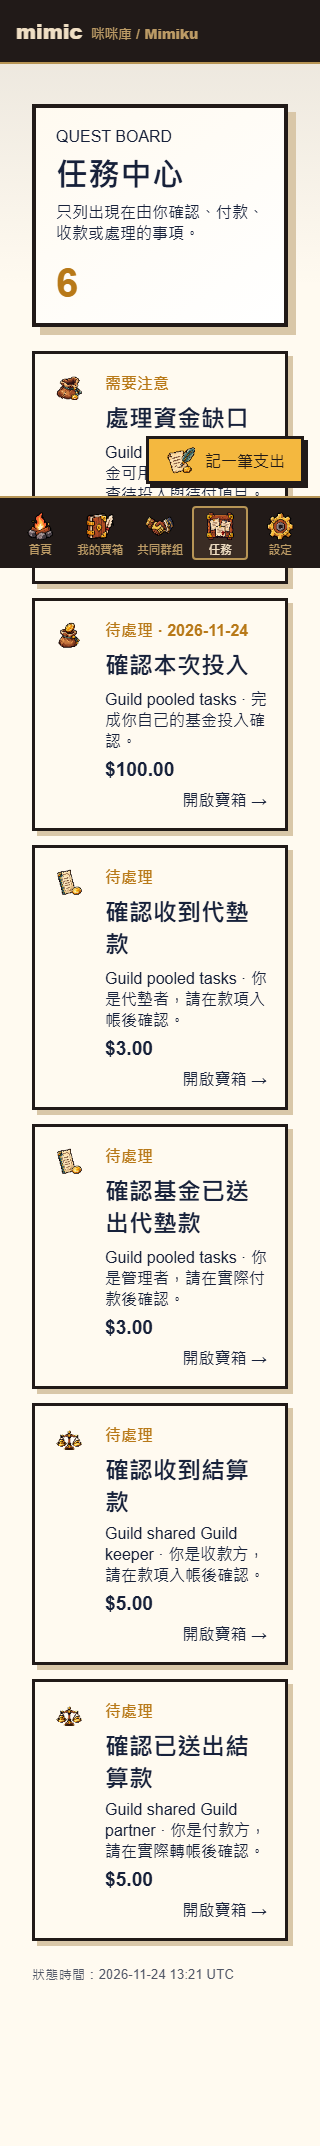 mimic 咪咪庫 / Mimiku
QUEST BOARD
任務中心
只列出現在由你確認、付款、
收款或處理的事項。
6
需要注意
處理資金缺口
Guild
金可用
查待投入與待付項目。
記一筆支出
首頁 我的寶箱 共同群組 任務 設定
待處理 · 2026-11-24
確認本次投入
Guild pooled tasks · 完
成你自己的基金投入確
認。
$100.00
開啟寶箱 →
待處理
確認收到代墊
款
Guild pooled tasks · 你
是代墊者，請在款項入
帳後確認。
$3.00
開啟寶箱 →
待處理
確認基金已送
出代墊款
Guild pooled tasks · 你
是管理者，請在實際付
款後確認。
$3.00
開啟寶箱 →
待處理
確認收到結算
款
Guild shared Guild
keeper · 你是收款方，
請在款項入帳後確認。
$5.00
開啟寶箱 →
待處理
確認已送出結
算款
Guild shared Guild
partner · 你是付款方，
請在實際轉帳後確認。
$5.00
開啟寶箱 →
狀態時間：2026-11-24 13:21 UTC